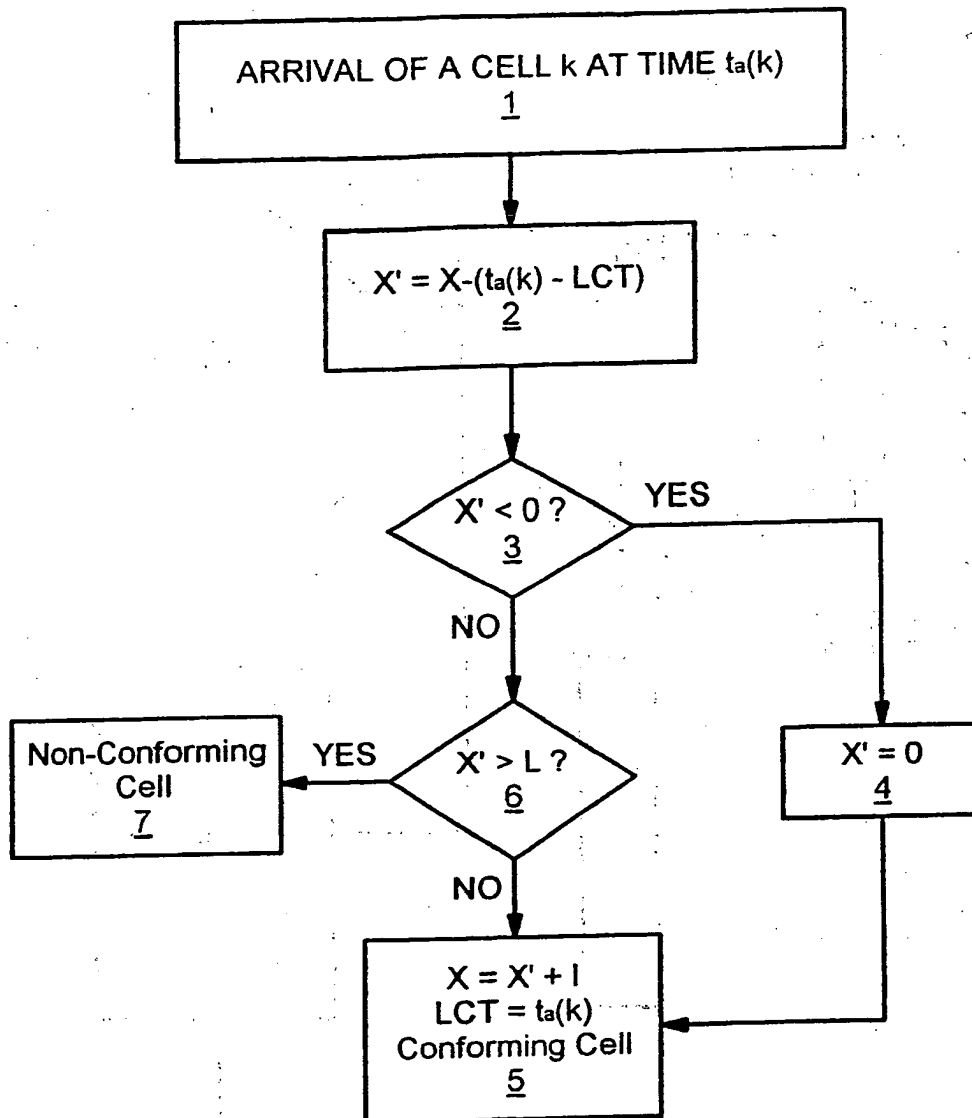 ARRIVAL OF A CELL k AT TIME ta(k)
1
X' = X-(ta(k) - LCT)
2
X' < 0 ?
3
YES
NO
X' > L ?
6
YES
Non-Conforming
Cell
7
X' = 0
4
NO
X = X' + I
LCT = ta(k)
Conforming Cell
5